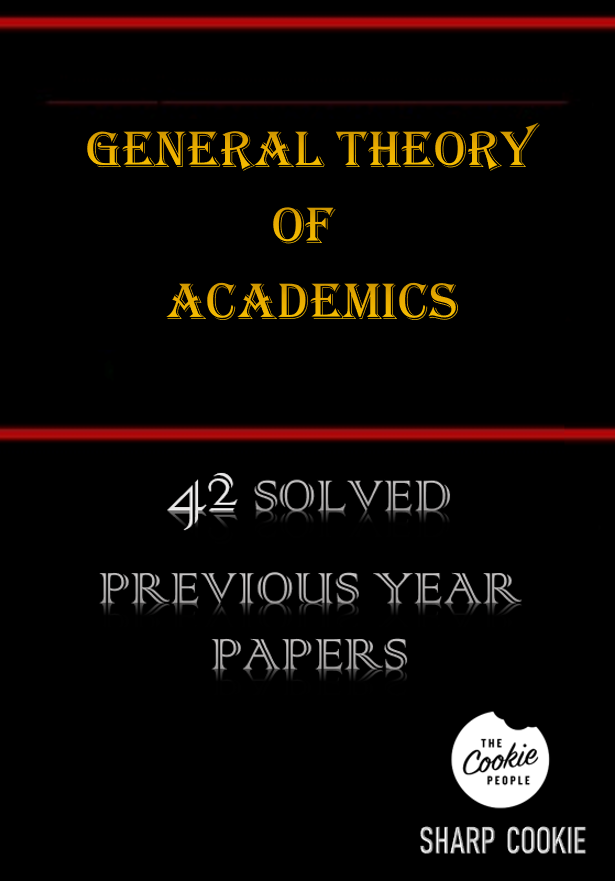 GENERAL THEORY
OF
ACADEMICS
42 SOLVED
PREVIOUS YEAR
PAPERS
THE
Cookie
PEOPLE
SHARP COOKIE